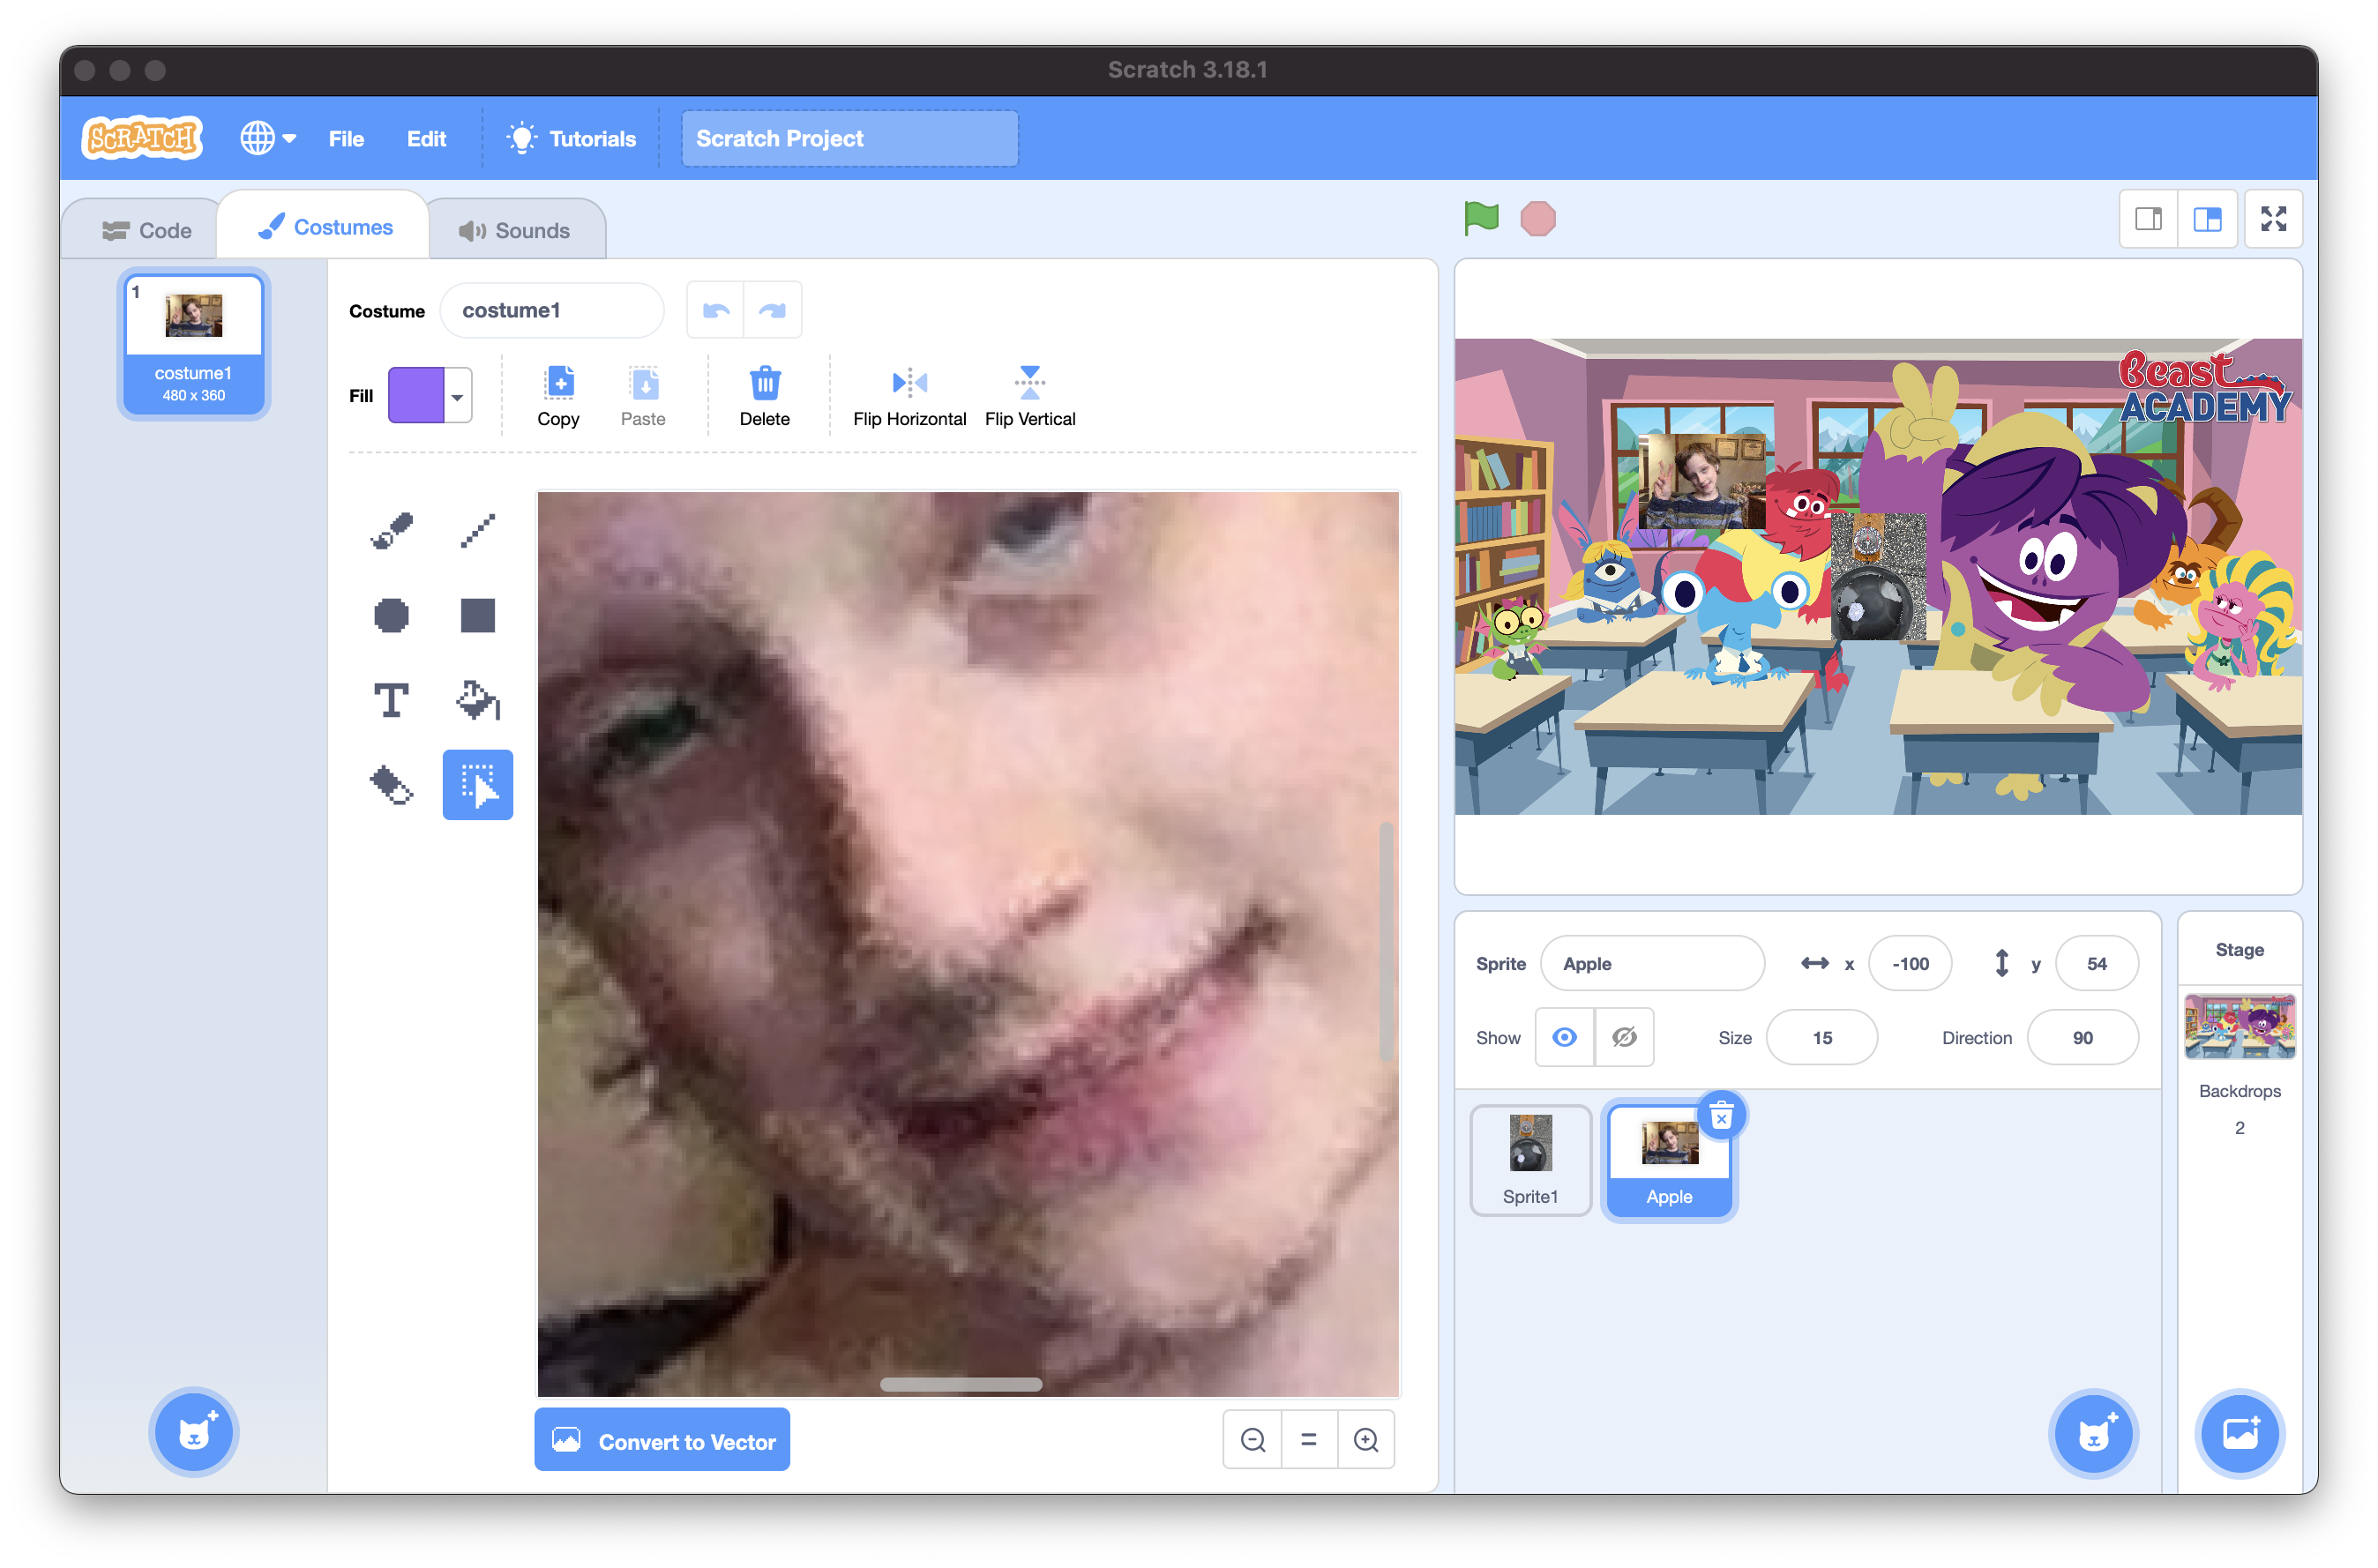 Scratch 3.18.1
SCRATCH File Edit Tutorials Scratch Project
Code Costumes Sounds
1
costume1
480 x 360
Costume costume1
Fill Copy Paste Delete Flip Horizontal Flip Vertical
T
Convert to Vector
Beast
ACADEMY
Sprite Apple x -100 y 54
Show Size 15 Direction 90
Sprite1 Apple
Stage
Backdrops
2